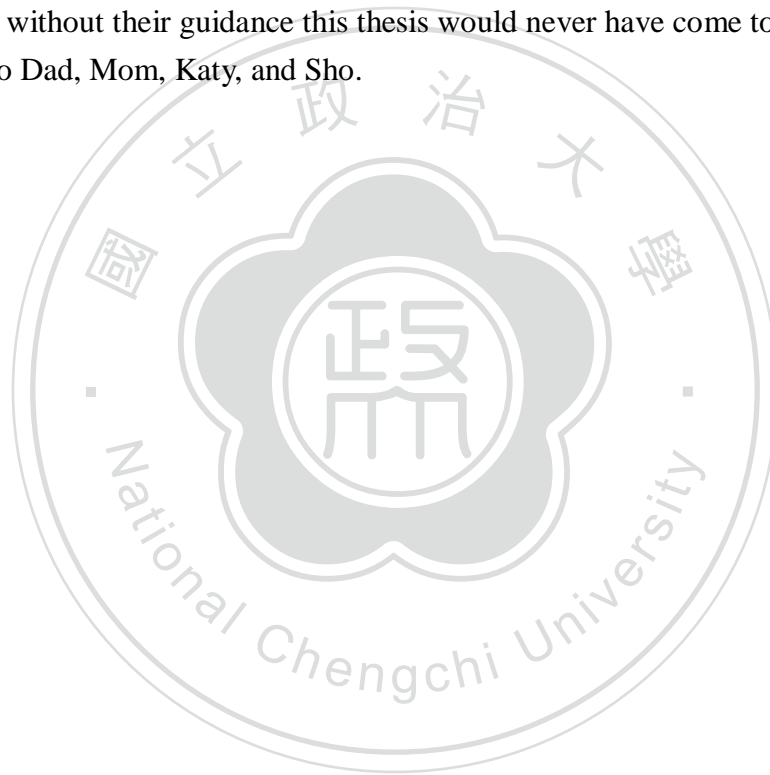 without their guidance this thesis would never have come to
o Dad, Mom, Katy, and Sho.
國立政治大學
政大
National Chengchi University